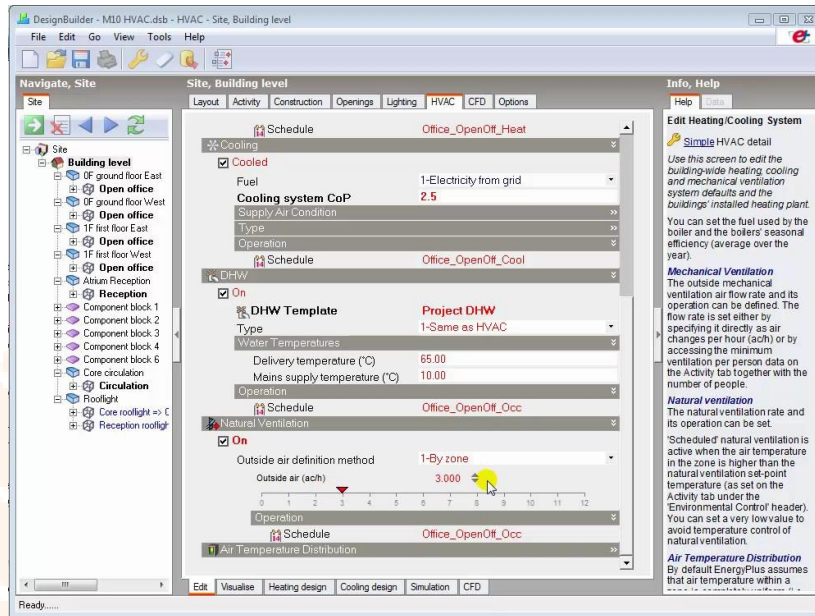 DesignBuilder - M10 HVAC.dsb - HVAC - Site, Building level
File Edit Go View Tools Help
Navigate, Site
Site
Site
Building level
0F ground floor East
Open office
0F ground floor West
Open office
1F first floor East
Open office
1F first floor West
Open office
Atrium Reception
Reception
Component block 1
Component block 2
Component block 3
Component block 4
Component block 6
Core circulation
Circulation
Rooflight
Core rooflight => C
Reception rooflight
Site, Building level
Layout Activity Construction Openings Lighting HVAC CFD Options
Schedule Office_OpenOff_Heat
Cooling
Cooled
Fuel 1-Electricity from grid
Cooling system CoP 2.5
Supply Air Condition
Type
Operation
Schedule Office_OpenOff_Cool
DHW
On
DHW Template Project DHW
Type 1-Same as HVAC
Water Temperatures
Delivery temperature (°C) 65.00
Mains supply temperature (°C) 10.00
Operation
Schedule Office_OpenOff_Occ
Natural Ventilation
On
Outside air definition method 1-By zone
Outside air (ac/h) 3.000
0 1 2 3 4 5 6 7 8 9 10 11 12
Operation
Schedule Office_OpenOff_Occ
Air Temperature Distribution
Edit Visualise Heating design Cooling design Simulation CFD
Info, Help
Help Data
Edit Heating/Cooling System
Simple HVAC detail
Use this screen to edit the
building-wide heating, cooling
and mechanical ventilation
system defaults and the
buildings' installed heating plant.
You can set the fuel used by the
boiler and the boilers' seasonal
efficiency (average over the
year).
Mechanical Ventilation
The outside mechanical
ventilation air flow rate and its
operation can be defined. The
flow rate is set either by
specifying it directly as air
changes per hour (ac/h) or by
accessing the minimum
ventilation per person data on
the Activity tab together with the
number of people.
Natural ventilation
The natural ventilation rate and
its operation can be set.
'Scheduled' natural ventilation is
active when the air temperature
in the zone is higher than the
natural ventilation set-point
temperature (as set on the
Activity tab under the
'Environmental Control' header).
You can set a very low value to
avoid temperature control of
natural ventilation.
Air Temperature Distribution
By default EnergyPlus assumes
that air temperature within a
Ready......